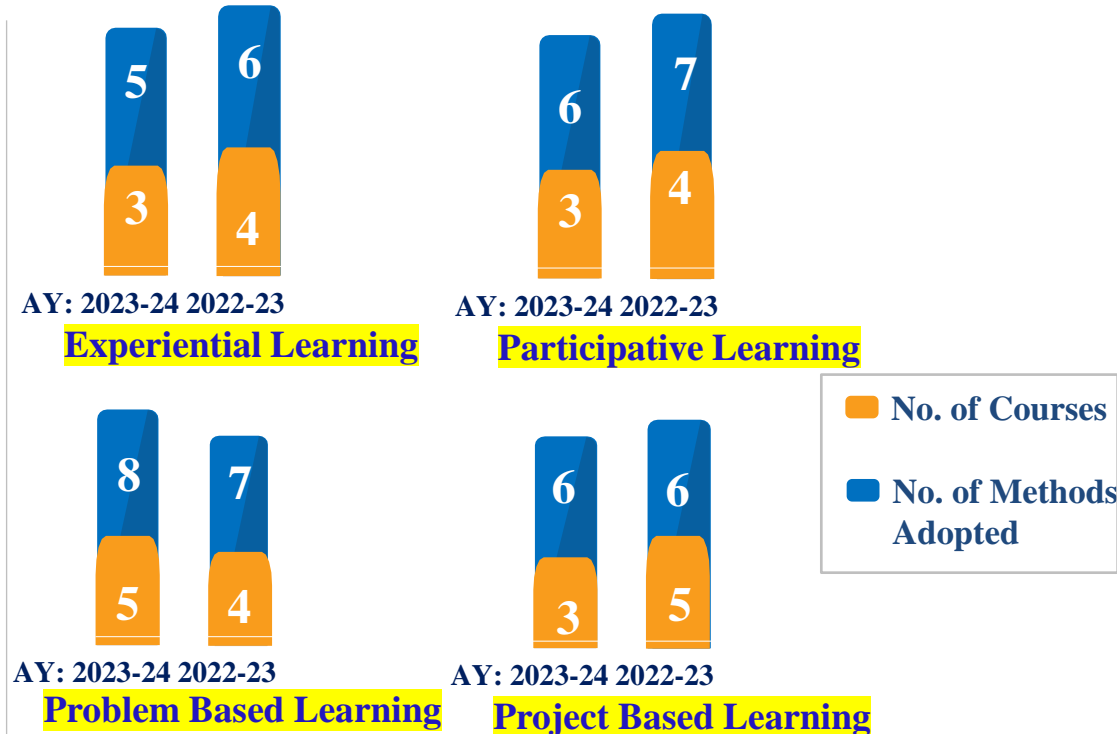 5 6
3 4
AY: 2023-24 2022-23
Experiential Learning
6 7
3 4
AY: 2023-24 2022-23
Participative Learning
8 7
5 4
AY: 2023-24 2022-23
Problem Based Learning
6 6
3 5
AY: 2023-24 2022-23
Project Based Learning
No. of Courses
No. of Methods
Adopted